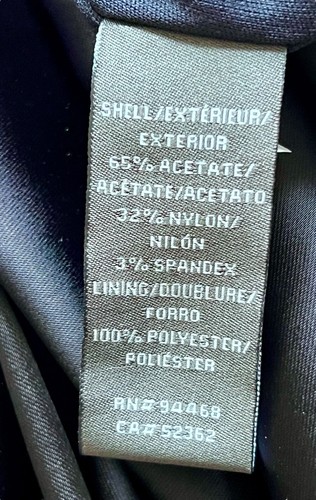 SHELL/EXTÉRIEUR/
EXTERIOR
65% ACETATE/
ACÉTATE/ACETATO
32% NYLON/
NILÓN
3% SPANDEX
LINING/DOUBLURE/
FORRO
100% POLYESTER/
POLIÉSTER
RN# 94468
CA# 52362